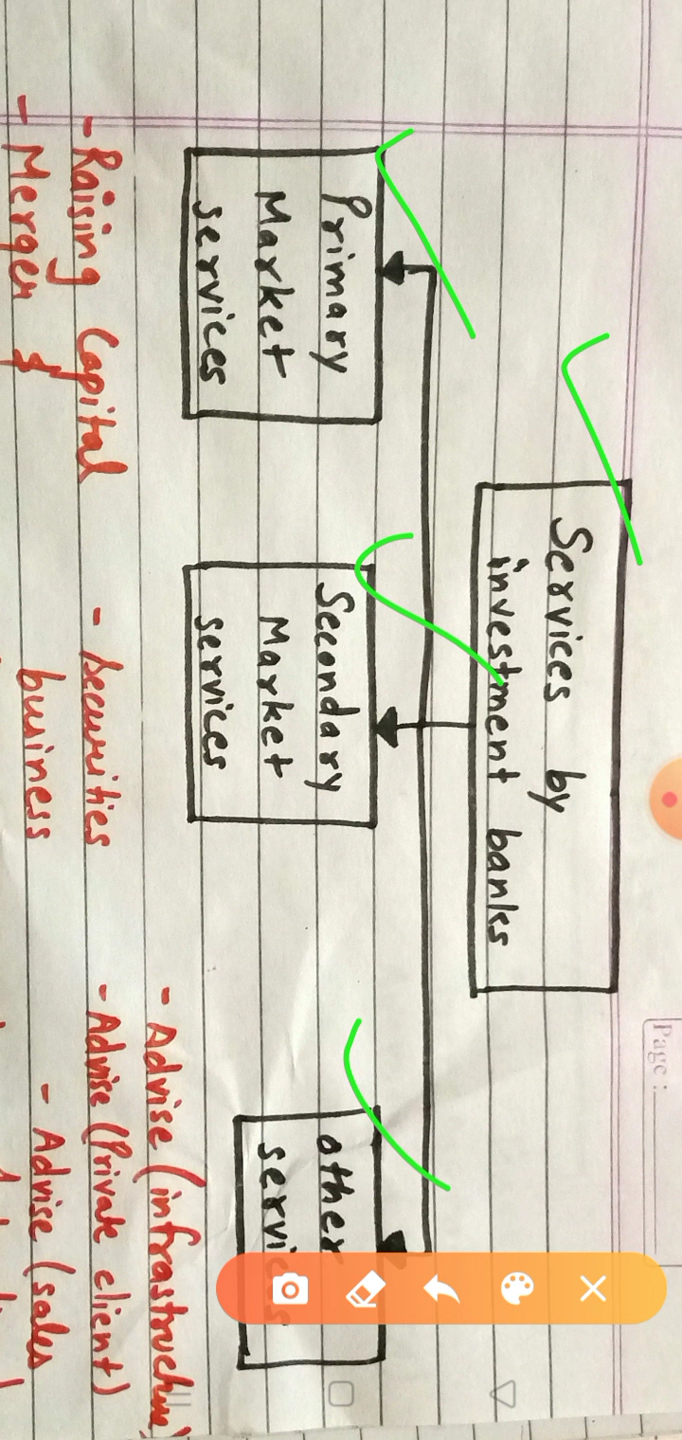 Page :
Services by
investment banks
Primary
Market
services
Secondary
Market
services
other
- Raising Capital
- Merger &
- securities
business
- Advise (infrastructure)
- Advise (Private client)
- Advise (sales